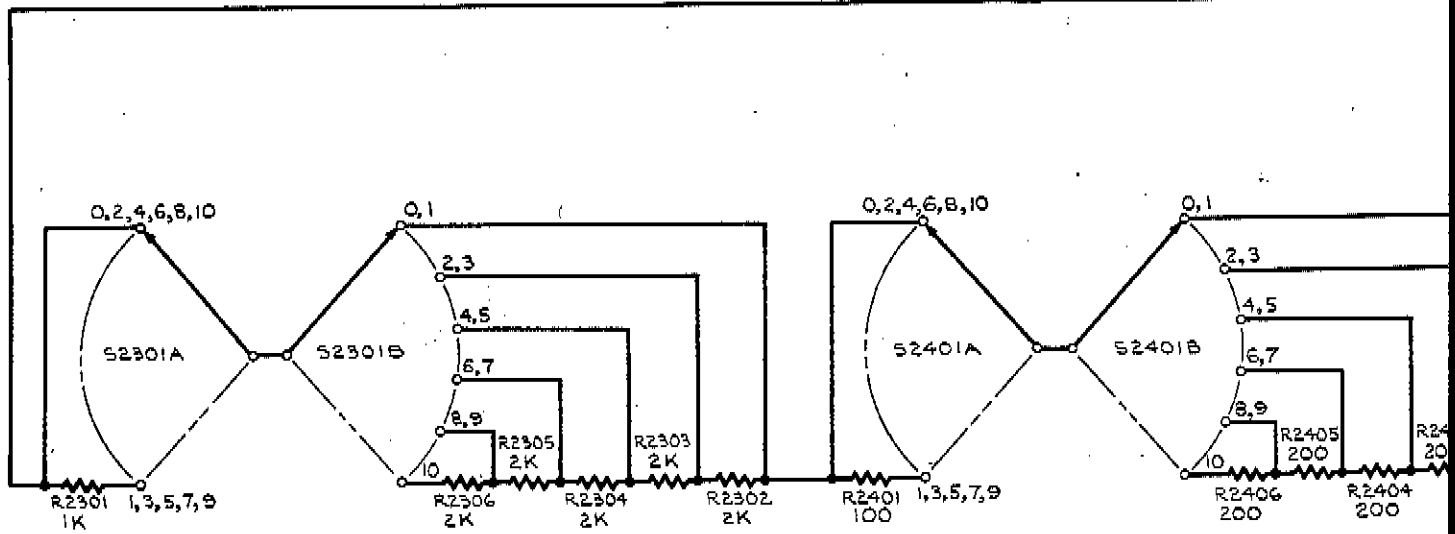 0,2,4,6,8,10
0,1
2,3
4,5
6,7
8,9
10
S2301A
S2301B
1,3,5,7,9
R2301
1K
R2306
2K
R2305
2K
R2304
2K
R2303
2K
R2302
2K
0,2,4,6,8,10
0,1
2,3
4,5
6,7
8,9
10
S2401A
S2401B
R2401
100
1,3,5,7,9
R2406
200
R2405
200
R2404
200